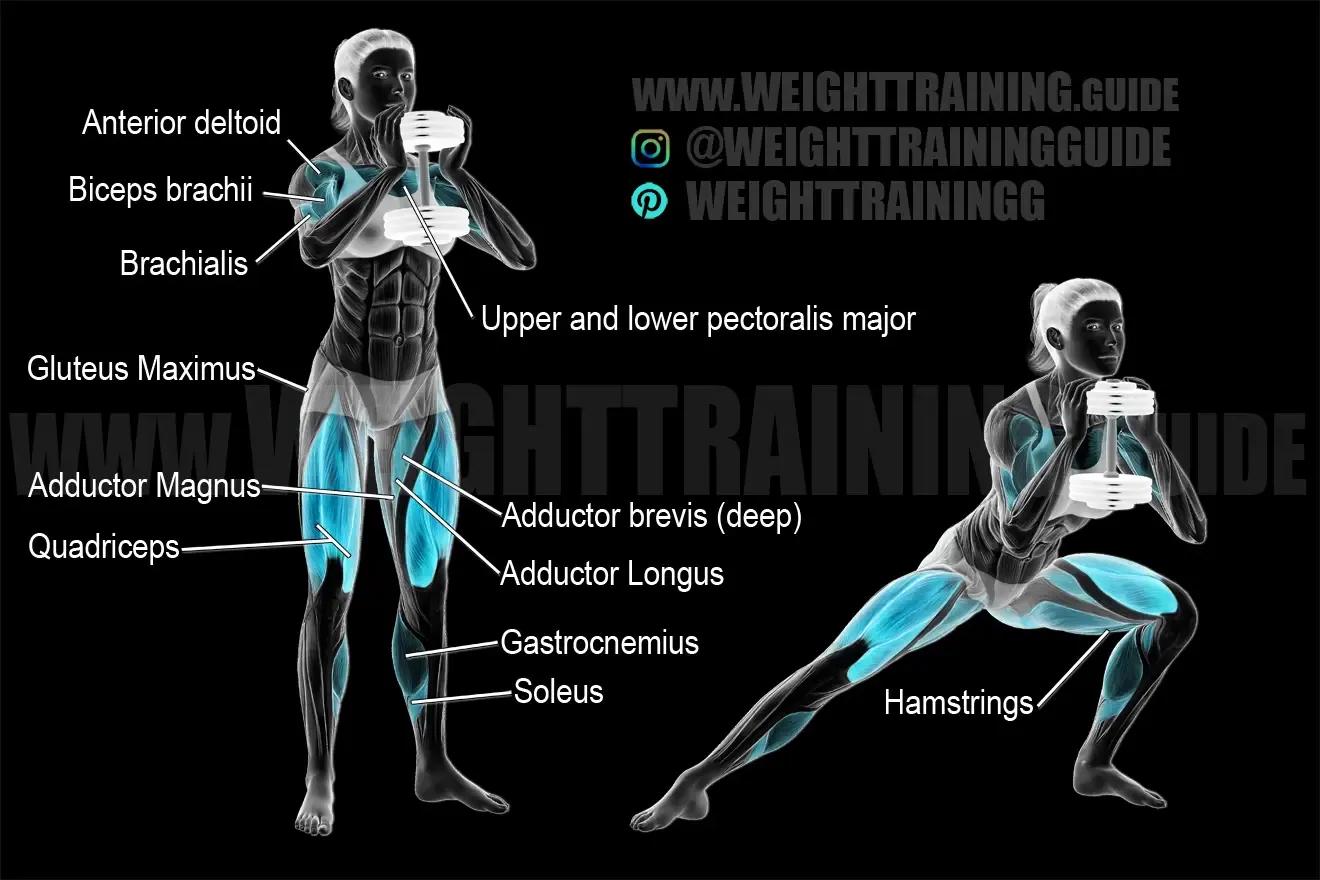 WWW.WEIGHTTRAINING.GUIDE
@WEIGHTTRAININGGUIDE
WEIGHTTRAININGG
Anterior deltoid
Biceps brachii
Brachialis
Upper and lower pectoralis major
Gluteus Maximus
WWW.WEIGHTTRAINING.GUIDE
Adductor Magnus
Adductor brevis (deep)
Quadriceps
Adductor Longus
Gastrocnemius
Soleus
Hamstrings